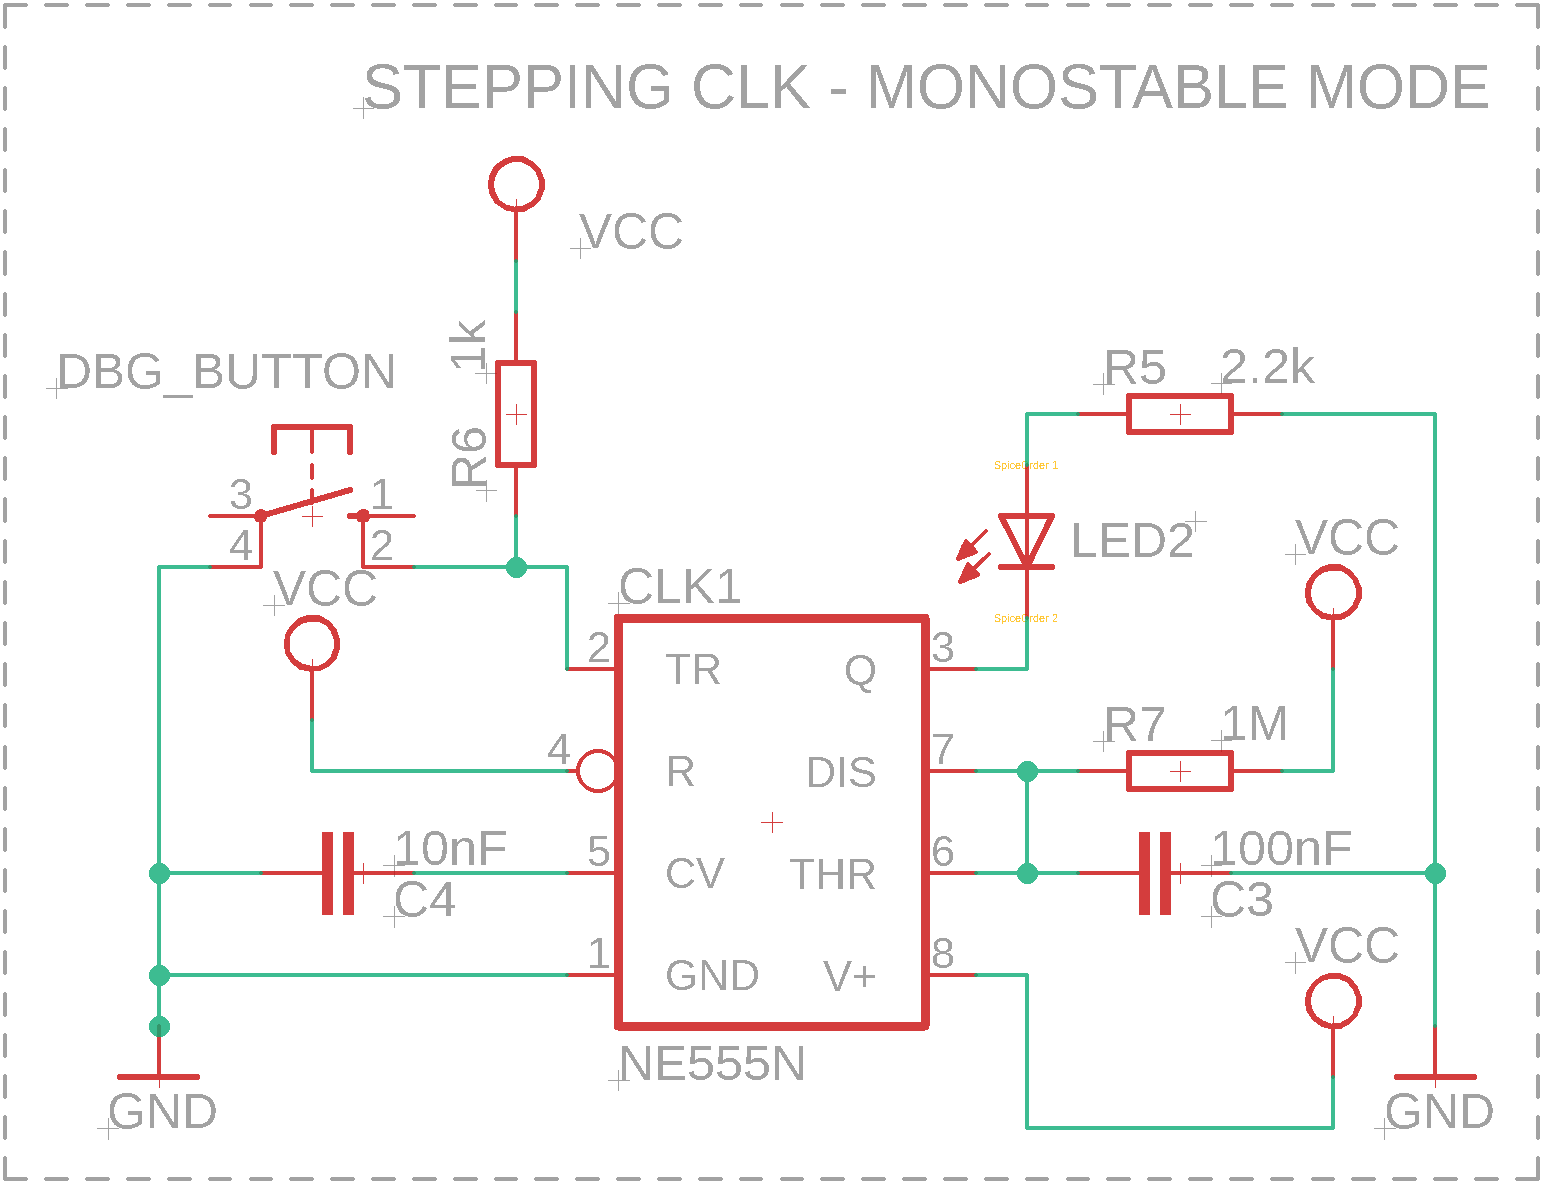 STEPPING CLK - MONOSTABLE MODE
VCC
1k
R6
DBG_BUTTON
3
1
4
2
VCC
R5
2.2k
SpiceOrder 1
LED2
SpiceOrder 2
VCC
CLK1
2
TR
Q
3
4
R
DIS
7
R7
1M
5
CV
THR
6
10nF
C4
100nF
C3
1
GND
V+
8
VCC
NE555N
GND
GND